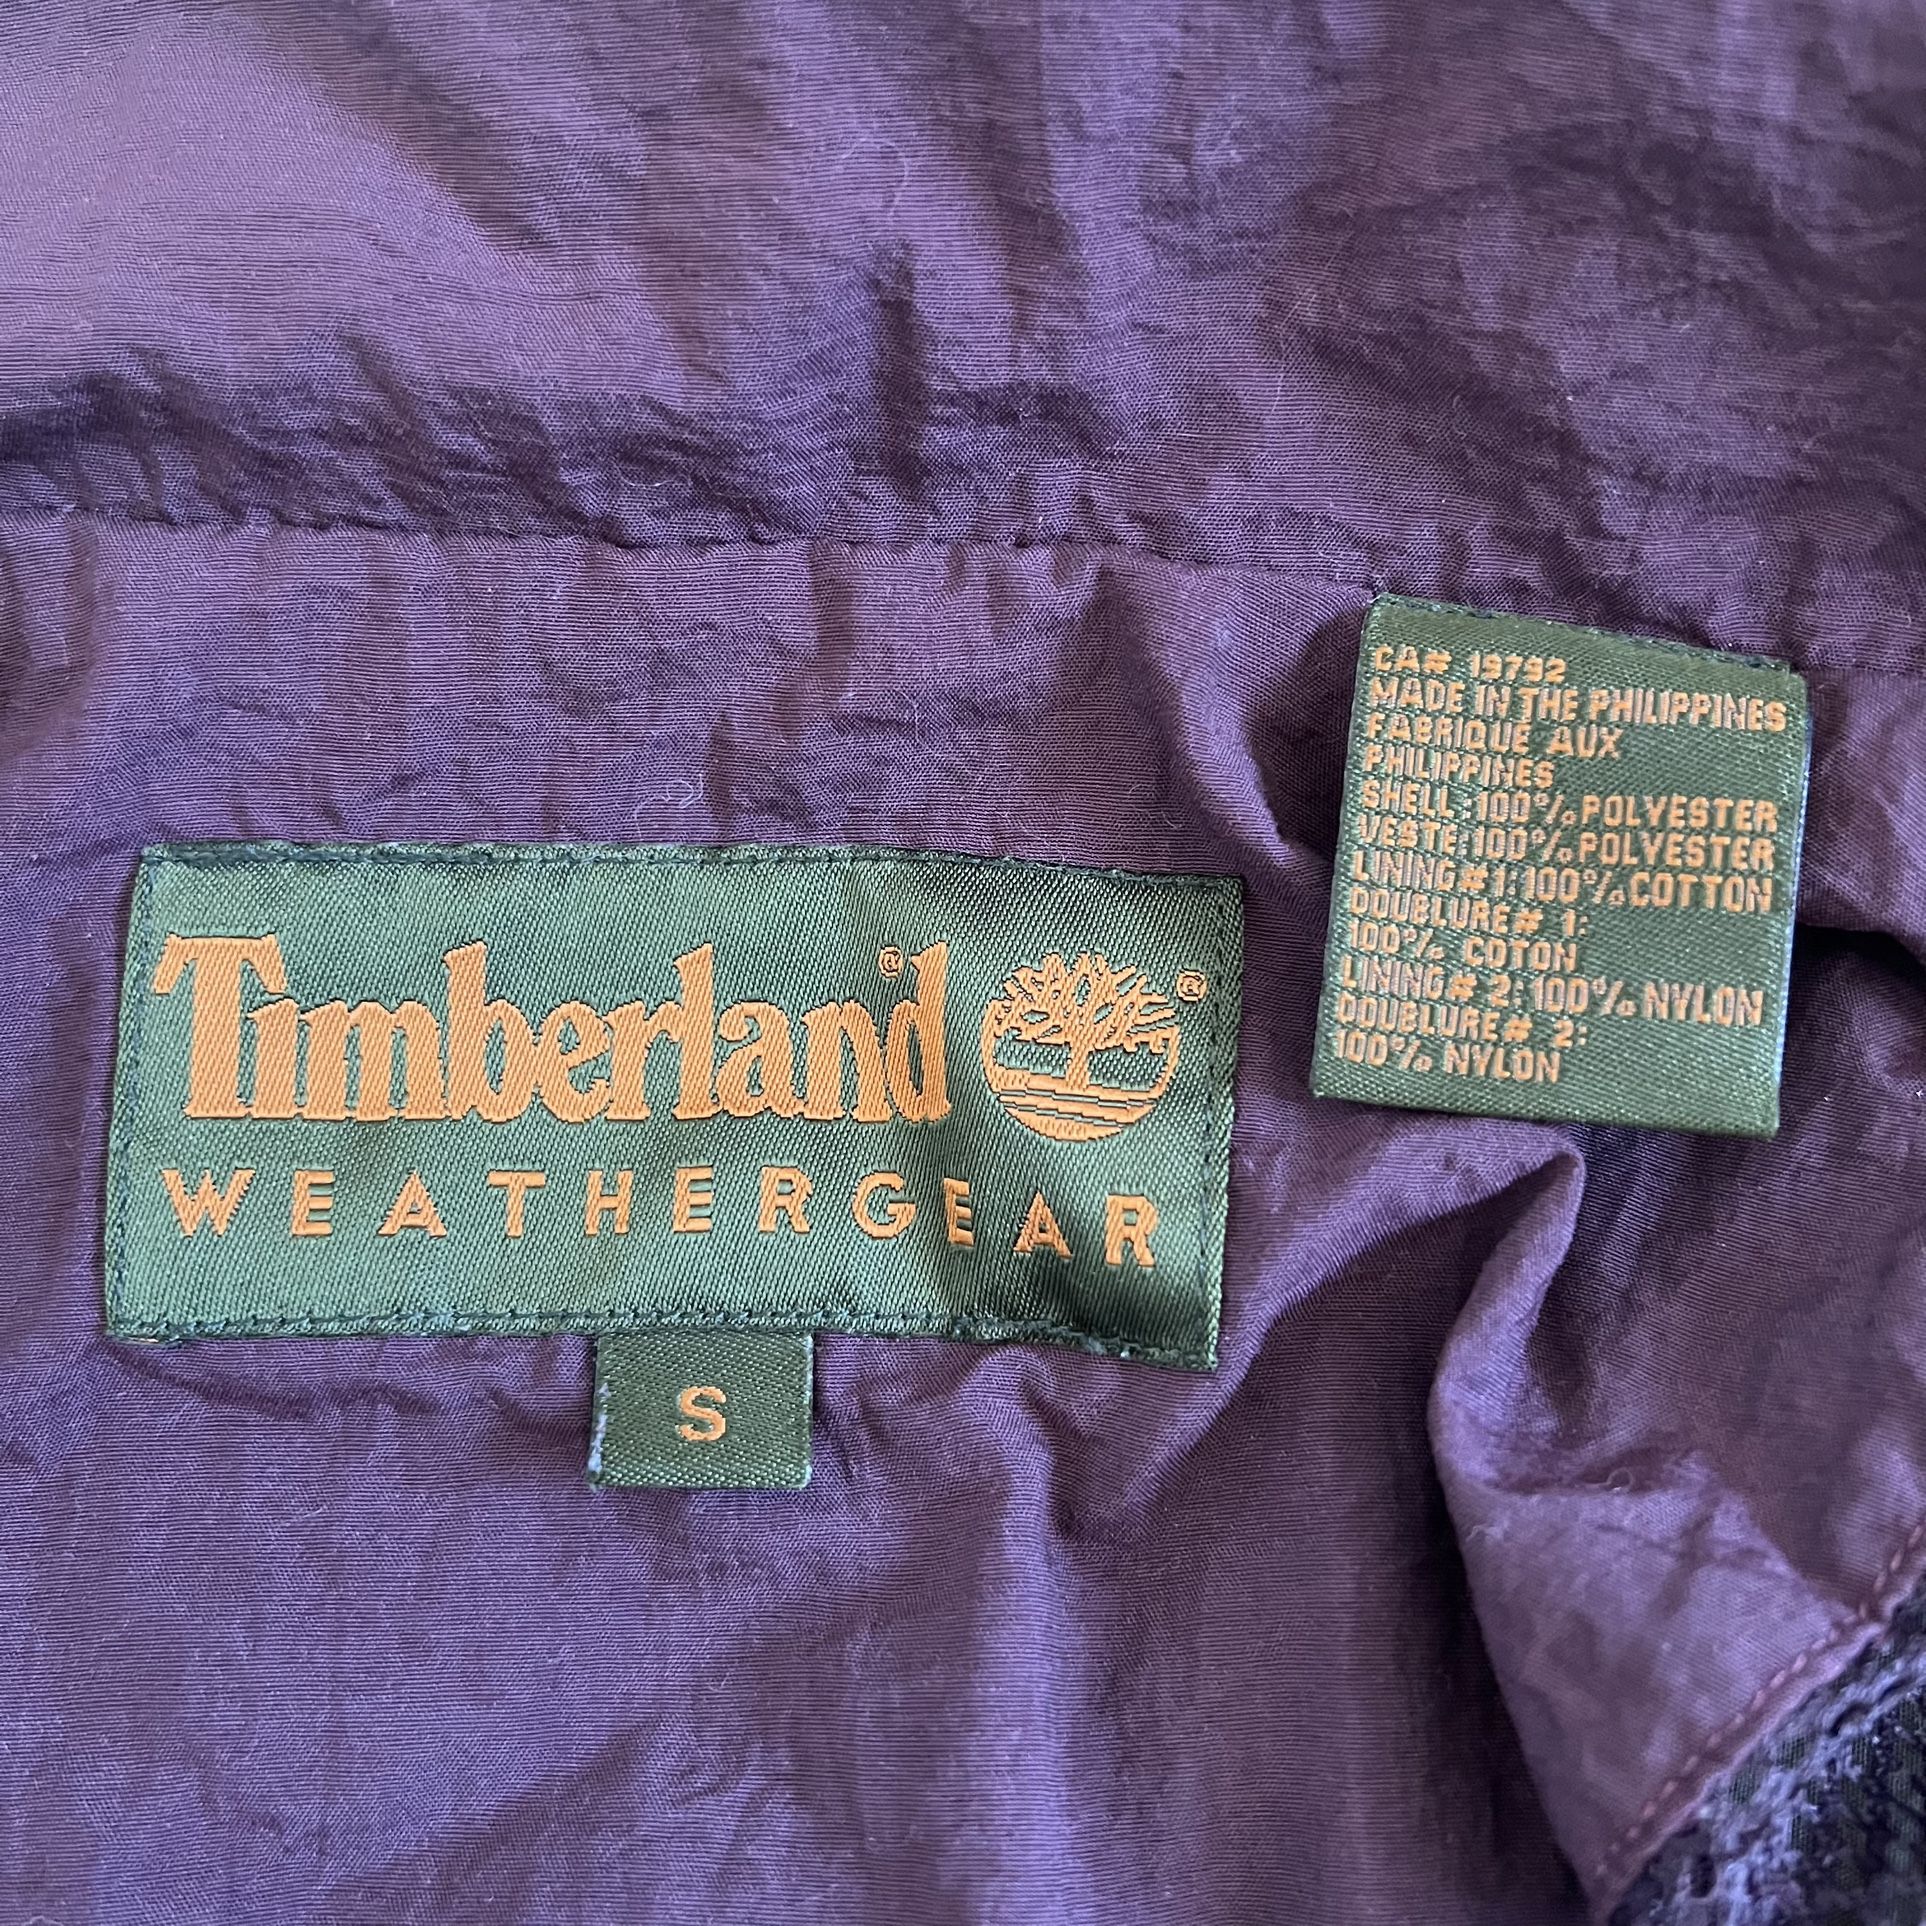 Timberland®
®
WEATHERGEAR
S
CA# 19792
MADE IN THE PHILIPPINES
FABRIQUE AUX
PHILIPPINES
SHELL:100% POLYESTER
VESTE:100% POLYESTER
LINING# 1:100% COTTON
DOUBLURE# 1:
100% COTON
LINING# 2:100% NYLON
DOUBLURE# 2:
100% NYLON